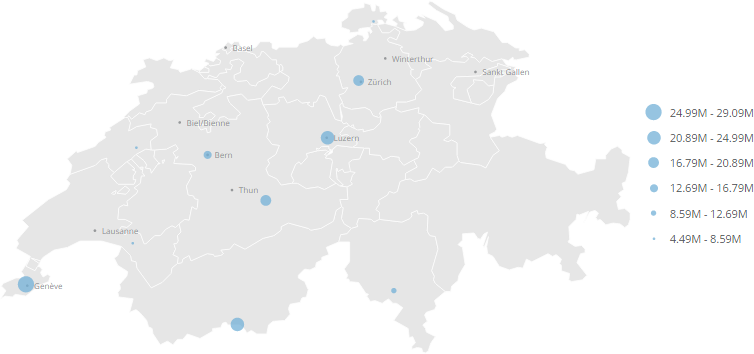 Basel
Winterthur
Sankt Gallen
Zürich
Biel/Bienne
Luzern
Bern
Thun
Lausanne
Genève
24.99M - 29.09M
20.89M - 24.99M
16.79M - 20.89M
12.69M - 16.79M
8.59M - 12.69M
4.49M - 8.59M